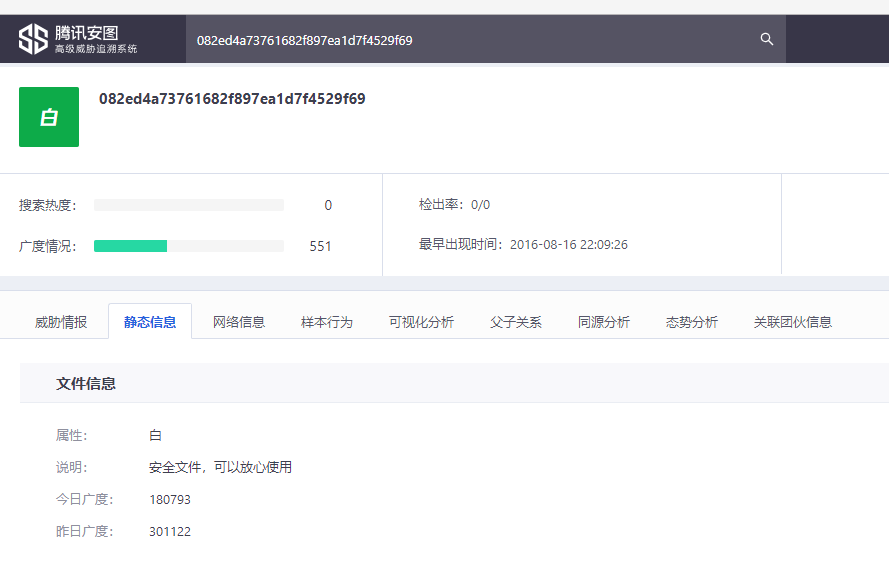 腾讯安图
高级威胁追溯系统
082ed4a73761682f897ea1d7f4529f69
白
082ed4a73761682f897ea1d7f4529f69
搜索热度： 0
检出率：0/0
广度情况： 551
最早出现时间：2016-08-16 22:09:26
威胁情报 静态信息 网络信息 样本行为 可视化分析 父子关系 同源分析 态势分析 关联团伙信息
文件信息
属性： 白
说明： 安全文件，可以放心使用
今日广度： 180793
昨日广度： 301122